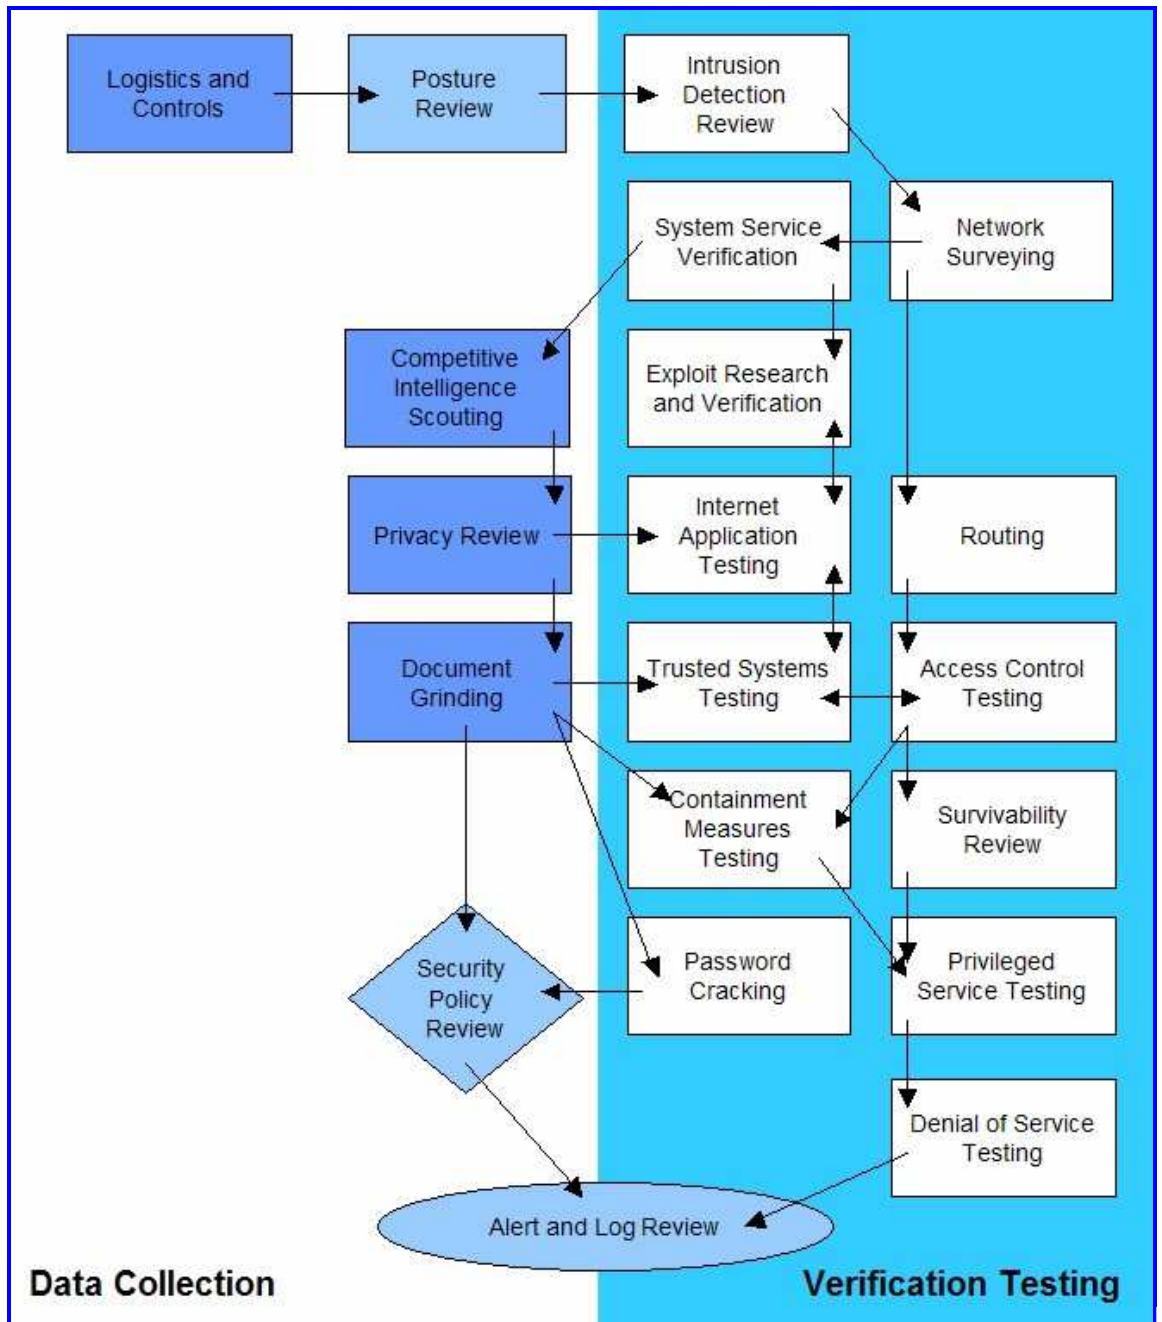 Logistics and
Controls
Posture
Review
Intrusion
Detection
Review
System Service
Verification
Network
Surveying
Competitive
Intelligence
Scouting
Exploit Research
and Verification
Privacy Review
Internet
Application
Testing
Routing
Document
Grinding
Trusted Systems
Testing
Access Control
Testing
Containment
Measures
Testing
Survivability
Review
Security
Policy
Review
Password
Cracking
Privileged
Service Testing
Denial of Service
Testing
Alert and Log Review
Data Collection
Verification Testing